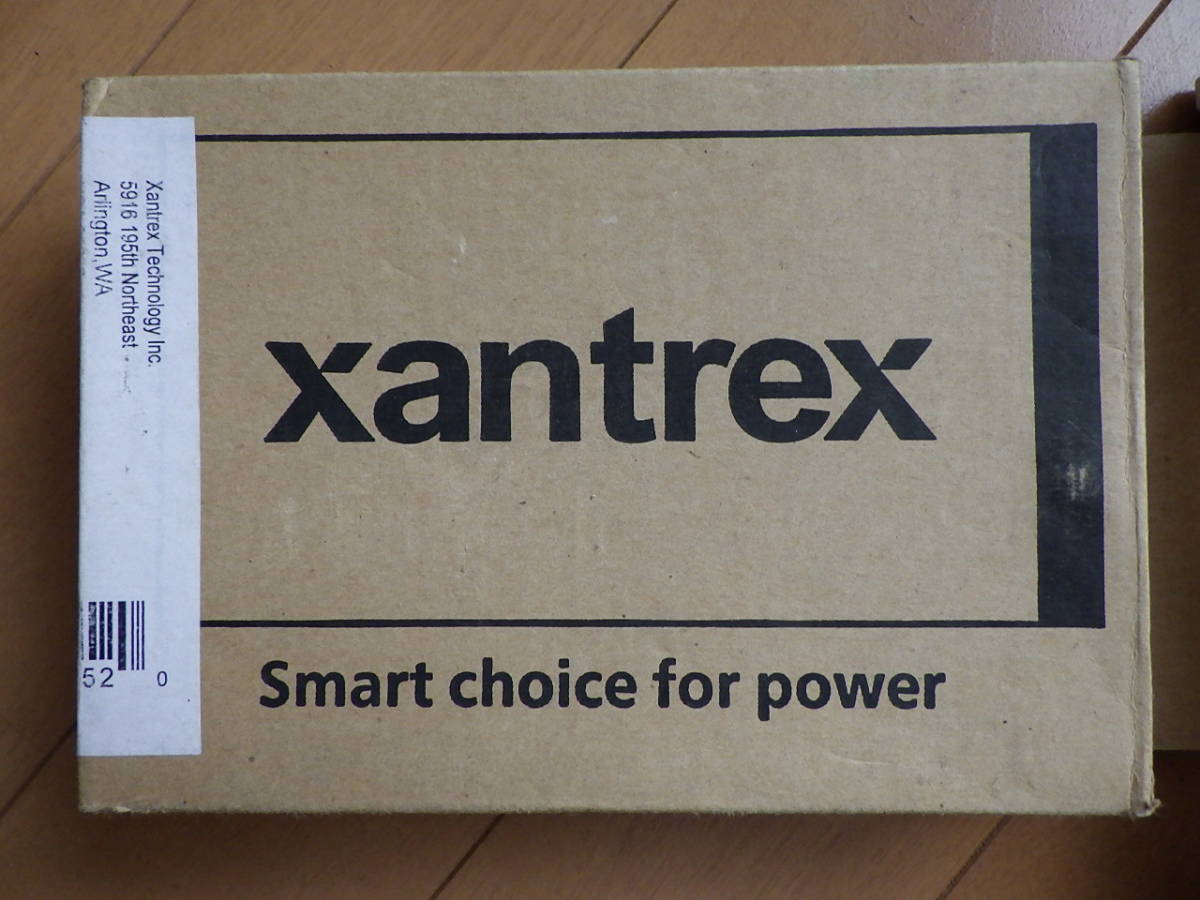 xantrex
Smart choice for power
Xantrex Technology Inc.
5916 195th Northeast
Arlington,WA
52 0